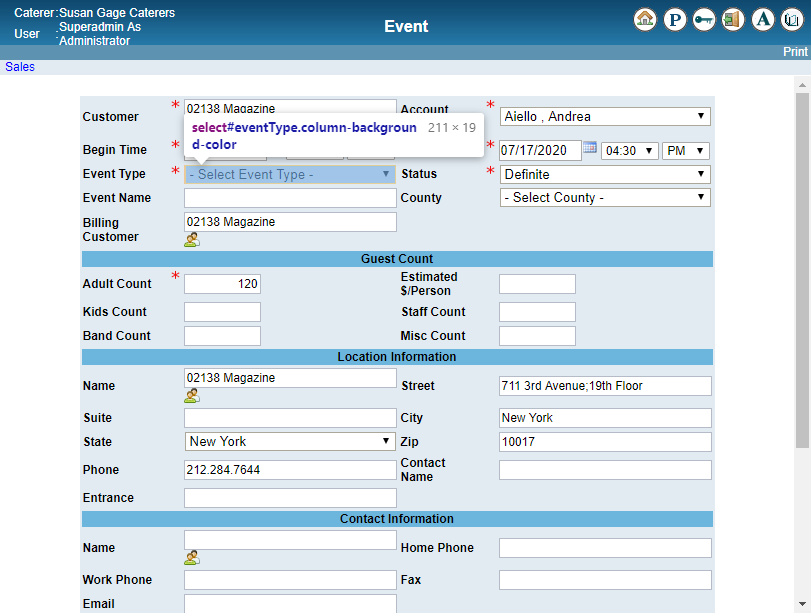 Caterer:Susan Gage Caterers
User :Superadmin As Administrator
Event
P
A
Print
Sales
Customer * 02138 Magazine Account * Aiello , Andrea
select#eventType.column-background-color 211 × 19
Begin Time * * 07/17/2020 04:30 PM
Event Type * - Select Event Type - Status * Definite
Event Name County - Select County -
Billing Customer 02138 Magazine
Guest Count
Adult Count * 120 Estimated $/Person
Kids Count Staff Count
Band Count Misc Count
Location Information
Name 02138 Magazine Street 711 3rd Avenue;19th Floor
Suite City New York
State New York Zip 10017
Phone 212.284.7644 Contact Name
Entrance
Contact Information
Name Home Phone
Work Phone Fax
Email